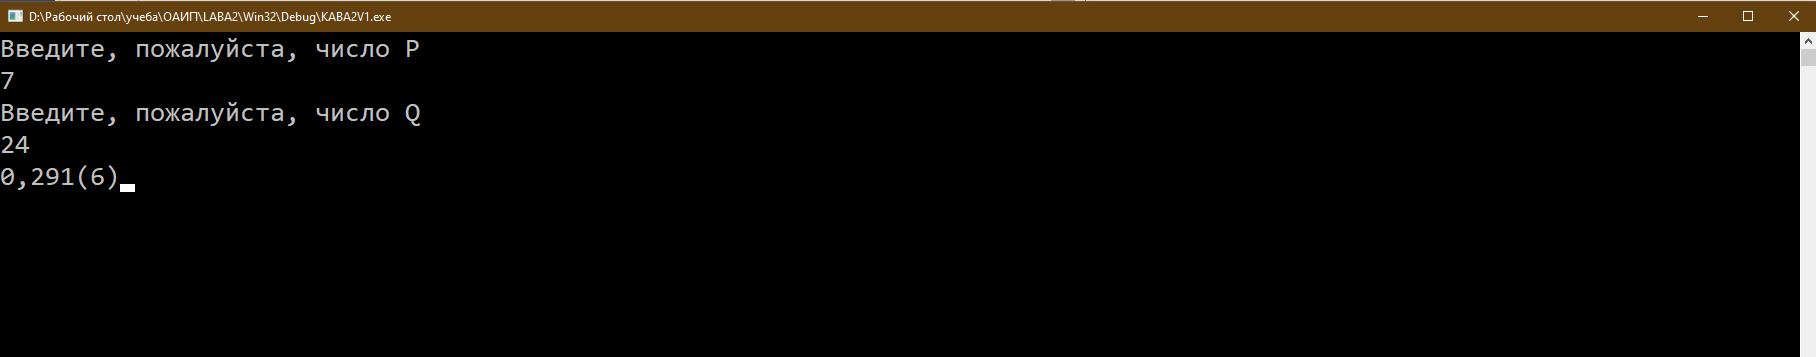 D:\Рабочий стол\учеба\ОАИП\LABA2\Win32\Debug\KABA2V1.exe
Введите, пожалуйста, число P
7
Введите, пожалуйста, число Q
24
0,291(6)